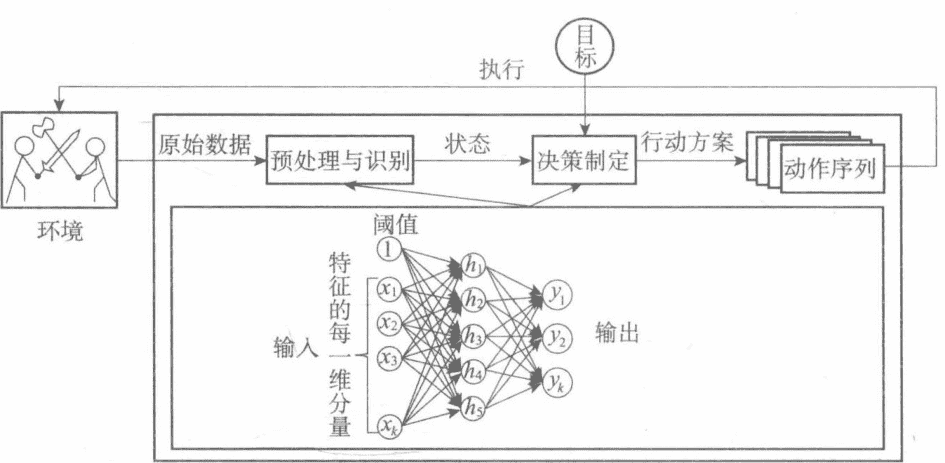 目标
执行
原始数据
预处理与识别
状态
决策制定
行动方案
动作序列
环境
阈值
1
特征的每一维分量
输入
x₁
x₂
x₃
xₖ
h₁
h₂
h₃
h₄
h₅
y₁
y₂
yₖ
输出